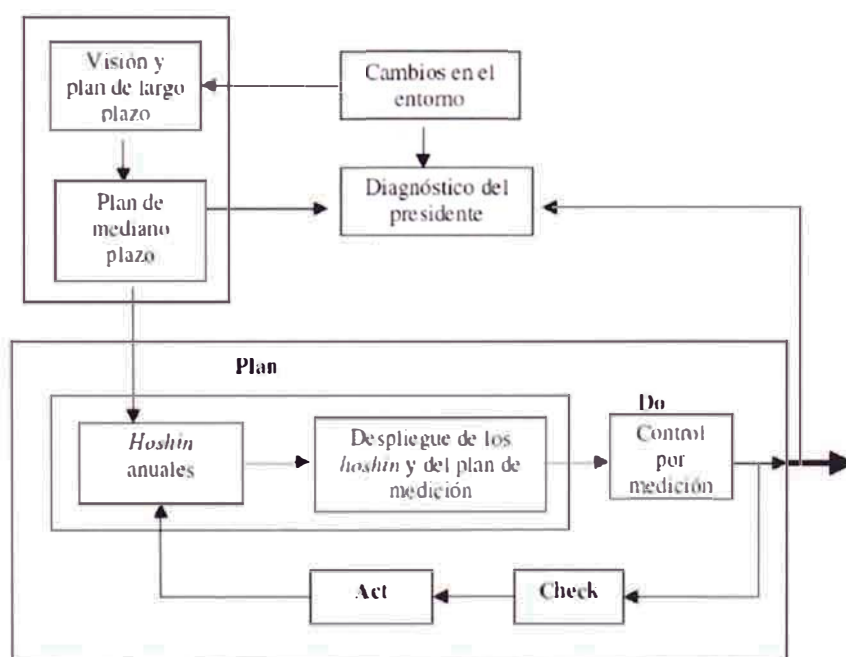 Visión y
plan de largo
plazo
Cambios en el
entorno
Plan de
mediano
plazo
Diagnóstico del
presidente
Plan
Hoshin
anuales
Despliegue de los
hoshin y del plan de
medición
Do
Control
por
medición
Act
Check